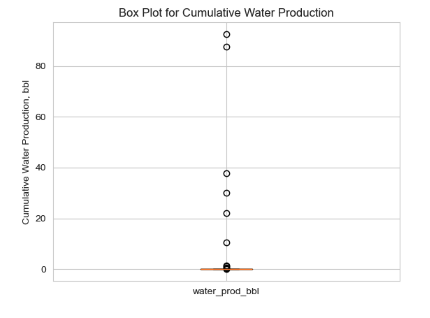 Box Plot for Cumulative Water Production
Cumulative Water Production, bbl
80
60
40
20
0
water_prod_bbl